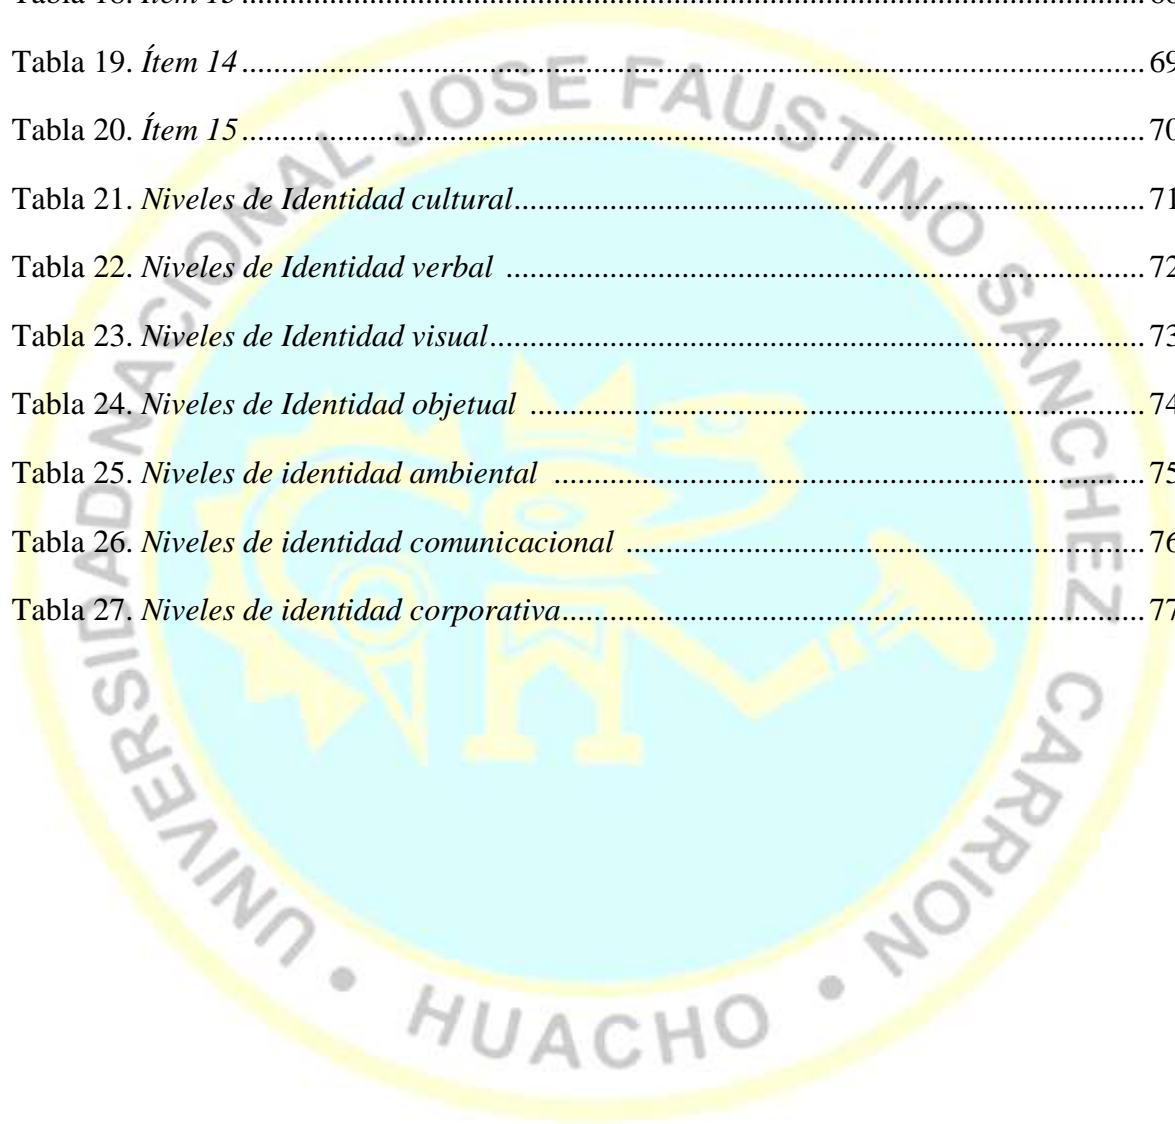 Tabla 19. Ítem 14 ........ 69
Tabla 20. Ítem 15 ........ 70
Tabla 21. Niveles de Identidad cultural ........ 71
Tabla 22. Niveles de Identidad verbal ........ 72
Tabla 23. Niveles de Identidad visual ........ 73
Tabla 24. Niveles de Identidad objetual ........ 74
Tabla 25. Niveles de identidad ambiental ........ 75
Tabla 26. Niveles de identidad comunicacional ........ 76
Tabla 27. Niveles de identidad corporativa ........ 77
UNIVERSIDAD NACIONAL JOSE FAUSTINO SANCHEZ CARRION • HUACHO •